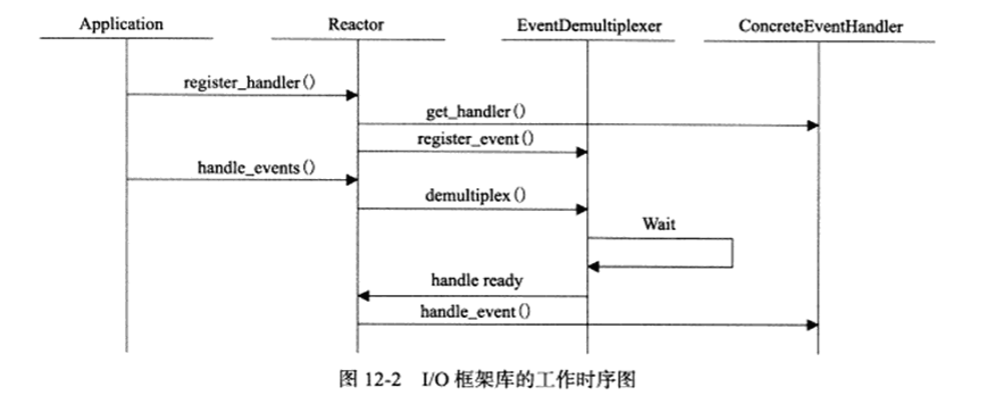 Application Reactor EventDemultiplexer ConcreteEventHandler
register_handler()
get_handler()
register_event()
handle_events()
demultiplex()
Wait
handle ready
handle_event()
图 12-2 I/O 框架库的工作时序图